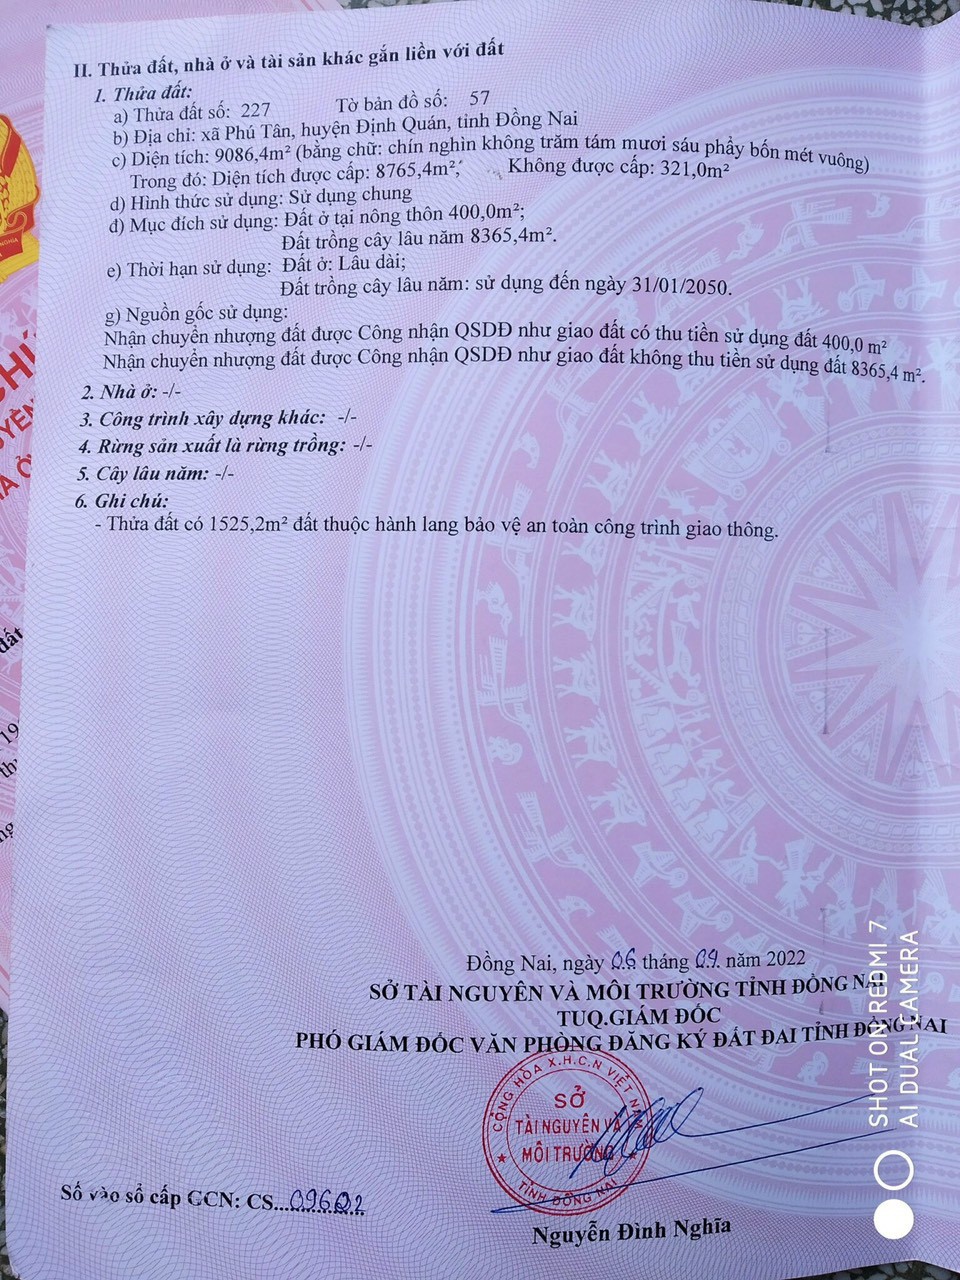 II. Thửa đất, nhà ở và tài sản khác gắn liền với đất
1. Thửa đất:
a) Thửa đất số: 227 Tờ bản đồ số: 57
b) Địa chỉ: xã Phú Tân, huyện Định Quán, tỉnh Đồng Nai
c) Diện tích: 9086,4m² (bằng chữ: chín nghìn không trăm tám mươi sáu phẩy bốn mét vuông)
Trong đó: Diện tích được cấp: 8765,4m²; Không được cấp: 321,0m²
d) Hình thức sử dụng: Sử dụng chung
đ) Mục đích sử dụng: Đất ở tại nông thôn 400,0m²;
Đất trồng cây lâu năm 8365,4m².
e) Thời hạn sử dụng: Đất ở: Lâu dài;
Đất trồng cây lâu năm: sử dụng đến ngày 31/01/2050.
g) Nguồn gốc sử dụng:
Nhận chuyển nhượng đất được Công nhận QSDĐ như giao đất có thu tiền sử dụng đất 400,0 m²
Nhận chuyển nhượng đất được Công nhận QSDĐ như giao đất không thu tiền sử dụng đất 8365,4 m².
2. Nhà ở: -/-
3. Công trình xây dựng khác: -/-
4. Rừng sản xuất là rừng trồng: -/-
5. Cây lâu năm: -/-
6. Ghi chú:
- Thửa đất có 1525,2m² đất thuộc hành lang bảo vệ an toàn công trình giao thông.
đất
19
th
ng
Đồng Nai, ngày 06 tháng 09 năm 2022
SỞ TÀI NGUYÊN VÀ MÔI TRƯỜNG TỈNH ĐỒNG NAI
TUQ.GIÁM ĐỐC
PHÓ GIÁM ĐỐC VĂN PHÒNG ĐĂNG KÝ ĐẤT ĐAI TỈNH ĐỒNG NAI
CỘNG HÒA X.H.C.N VIỆT NAM
SỞ
TÀI NGUYÊN VÀ
MÔI TRƯỜNG
TỈNH ĐỒNG NAI
Số vào sổ cấp GCN: CS...09602
Nguyễn Đình Nghĩa
SHOT ON REDMI 7
AI DUAL CAMERA